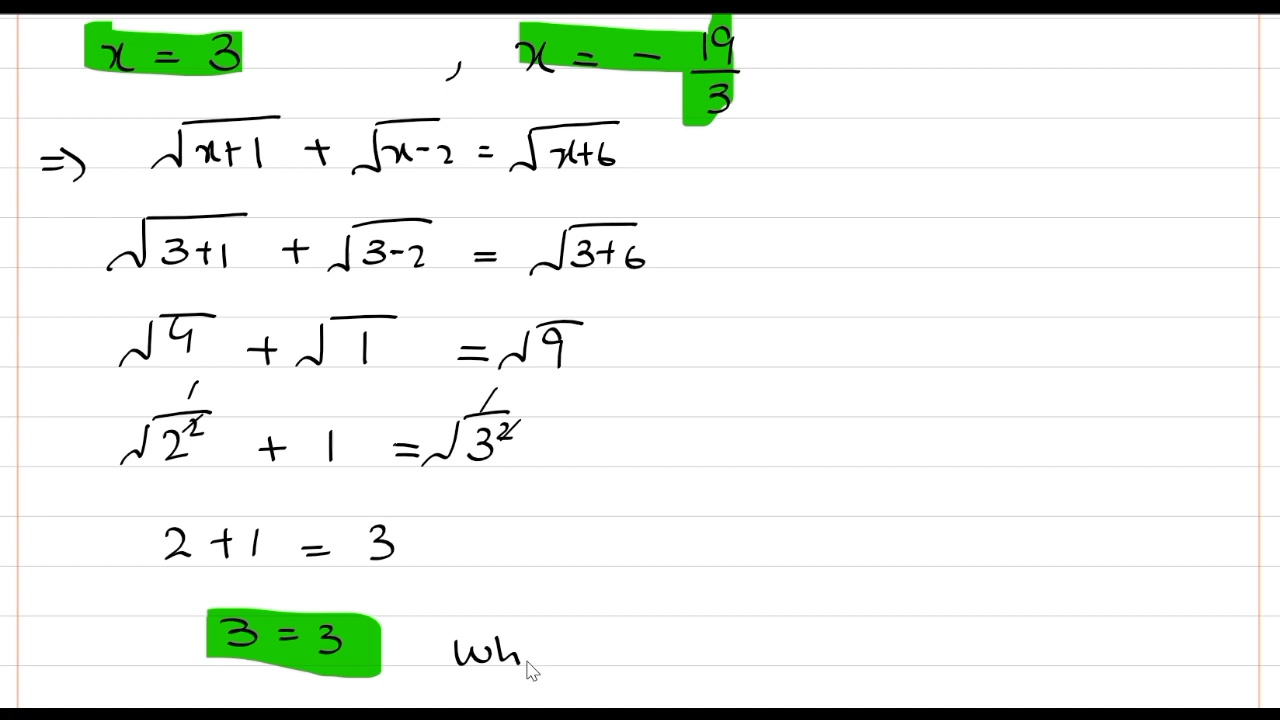 x = 3 , x = - 19/3
=> √(x+1) + √(x-2) = √(x+6)
√(3+1) + √(3-2) = √(3+6)
√4 + √1 = √9
√(2²) + 1 = √(3²)
2 + 1 = 3
3 = 3 wh